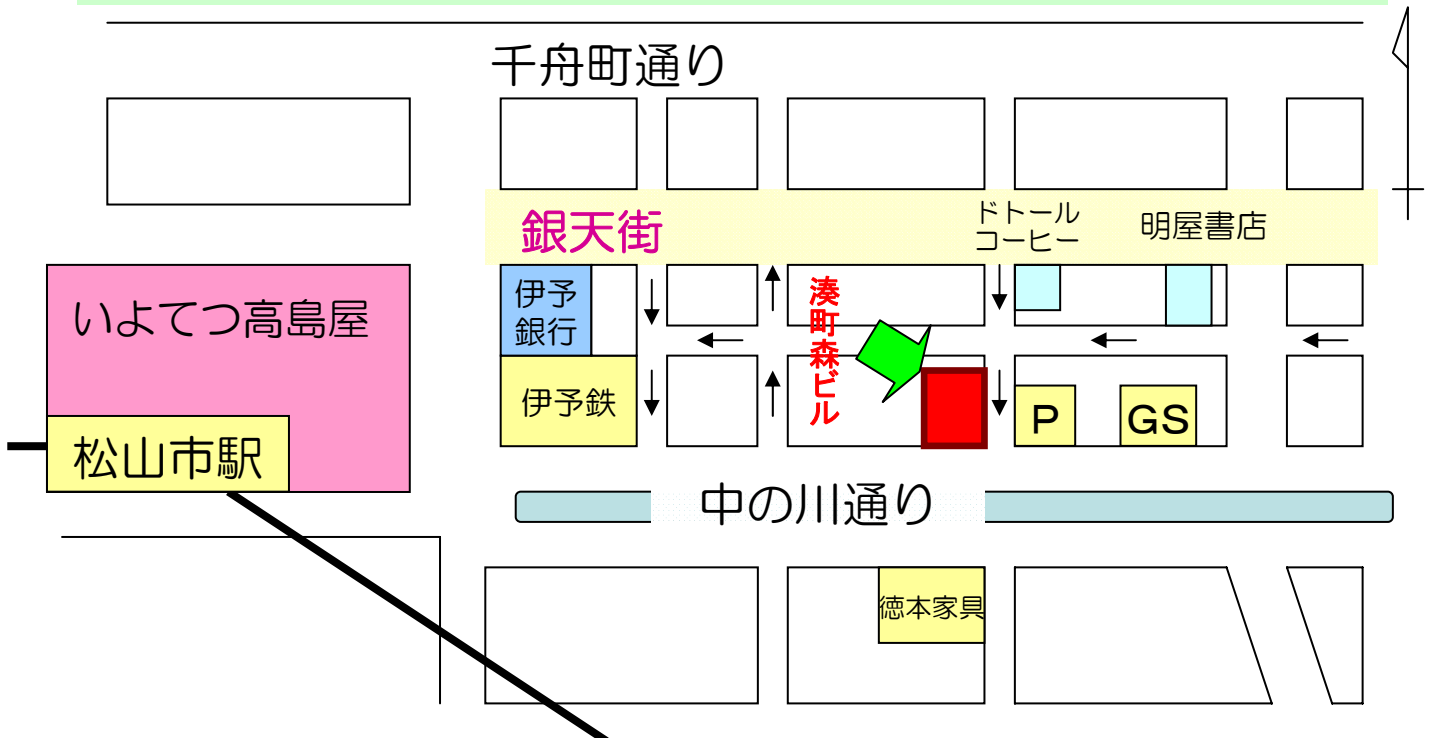 千舟町通り
銀天街
ドトール
コーヒー
明屋書店
いよてつ高島屋
伊予
銀行
湊町森ビル
伊予鉄
P
GS
松山市駅
中の川通り
徳本家具